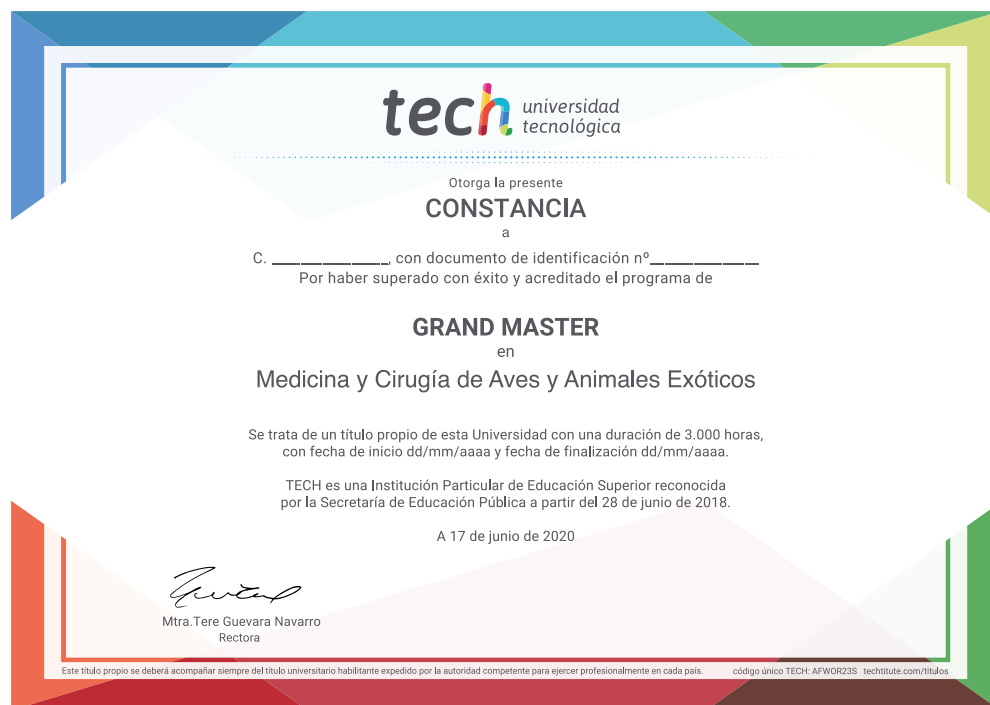 tech universidad
tecnológica
Otorga la presente
CONSTANCIA
a
C. ________________, con documento de identificación nº_______________
Por haber superado con éxito y acreditado el programa de
GRAND MASTER
en
Medicina y Cirugía de Aves y Animales Exóticos
Se trata de un título propio de esta Universidad con una duración de 3.000 horas,
con fecha de inicio dd/mm/aaaa y fecha de finalización dd/mm/aaaa.
TECH es una Institución Particular de Educación Superior reconocida
por la Secretaría de Educación Pública a partir del 28 de junio de 2018.
A 17 de junio de 2020
Mtra.Tere Guevara Navarro
Rectora
Este título propio se deberá acompañar siempre del título universitario habilitante expedido por la autoridad competente para ejercer profesionalmente en cada país. código único TECH: AFWOR23S techtitute.com/titulos